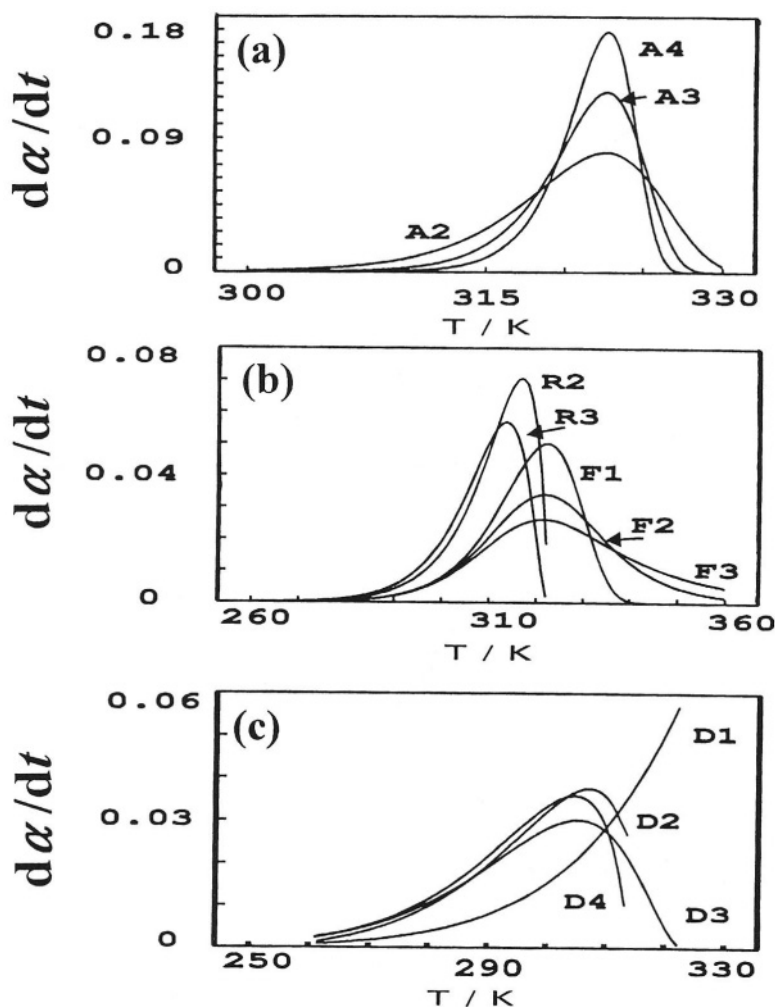 0.18
(a)
A4
A3
0.09
dα/dt
A2
0
300 315 330
T / K
0.08
(b)
R2
R3
0.04
F1
dα/dt
F2
F3
0
260 310 360
T / K
0.06
(c)
D1
0.03
D2
dα/dt
D4
D3
0
250 290 330
T / K